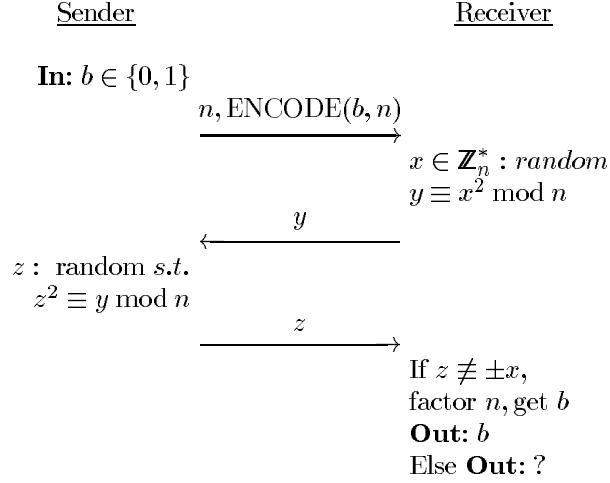 Sender Receiver
In: b ∈ {0, 1}
n, ENCODE(b, n)
x ∈ ℤ*ₙ : random
y ≡ x² mod n
y
z : random s.t.
z² ≡ y mod n
z
If z ≢ ±x,
factor n, get b
Out: b
Else Out: ?